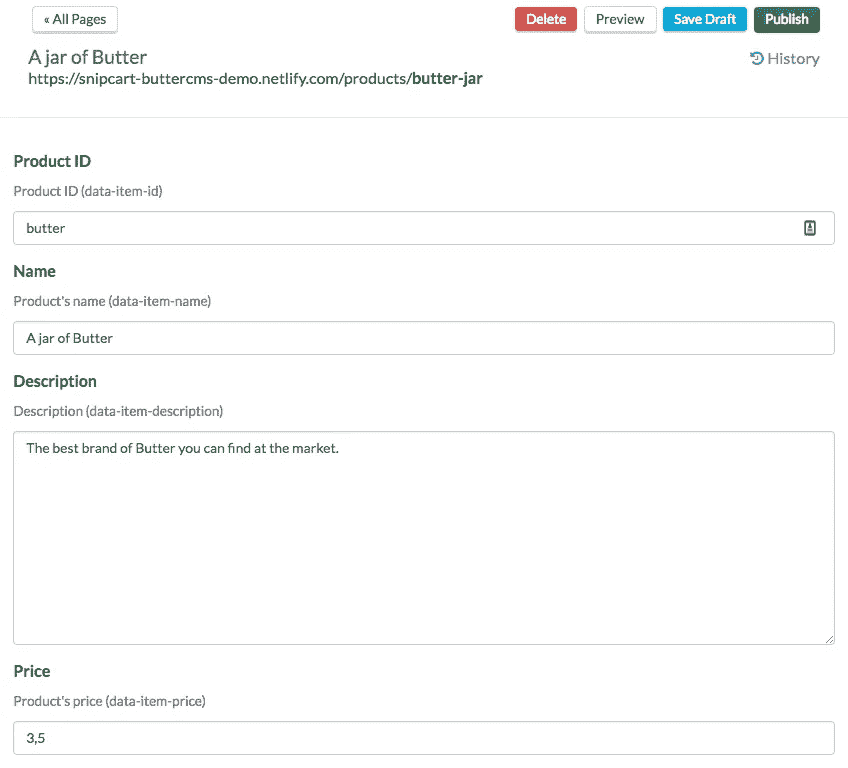 « All Pages
Delete
Preview
Save Draft
Publish
A jar of Butter
https://snipcart-buttercms-demo.netlify.com/products/butter-jar
History
Product ID
Product ID (data-item-id)
butter
Name
Product's name (data-item-name)
A jar of Butter
Description
Description (data-item-description)
The best brand of Butter you can find at the market.
Price
Product's price (data-item-price)
3,5